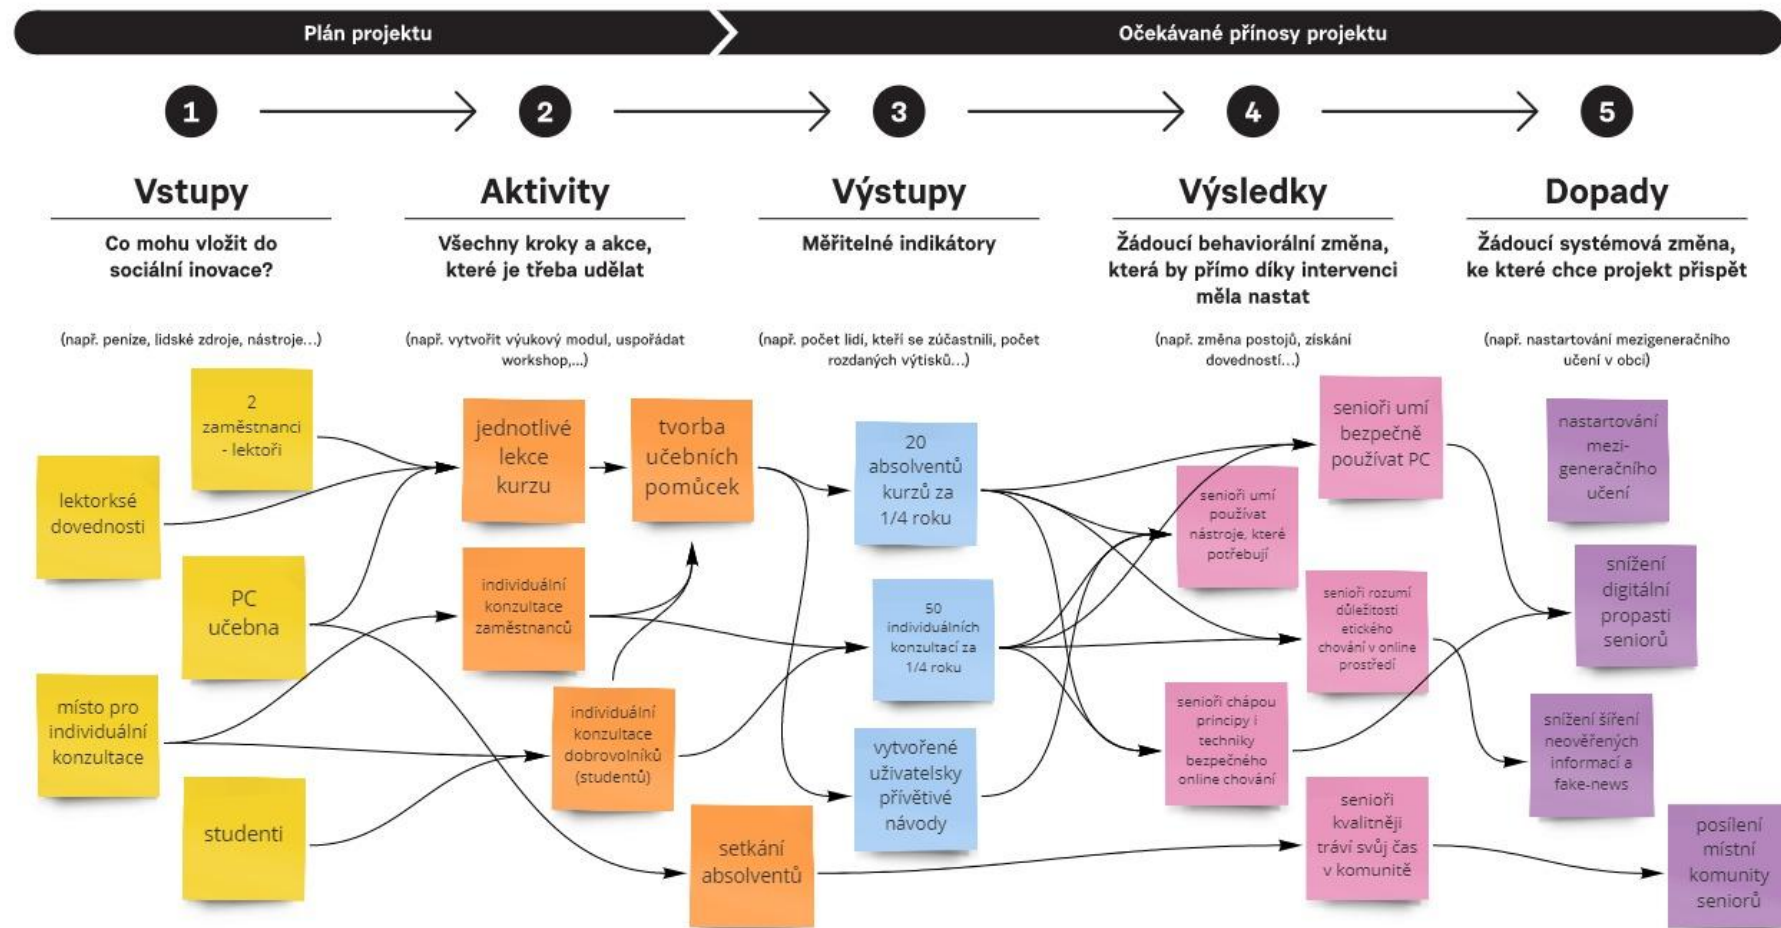 Plán projektu
Očekávané přínosy projektu
1
2
3
4
5
Vstupy
Co mohu vložit do
sociální inovace?
(např. peníze, lidské zdroje, nástroje...)
Aktivity
Všechny kroky a akce,
které je třeba udělat
(např. vytvořit výukový modul, uspořádat
workshop,...)
Výstupy
Měřitelné indikátory
(např. počet lidí, kteří se zúčastnili, počet
rozdaných výtisků...)
Výsledky
Žádoucí behaviorální změna,
která by přímo díky intervenci
měla nastat
(např. změna postojů, získání
dovedností...)
Dopady
Žádoucí systémová změna,
ke které chce projekt přispět
(např. nastartování mezigeneračního
učení v obci)
2
zaměstnanci
- lektoři
lektorksé
dovednosti
PC
učebna
místo pro
individuální
konzultace
studenti
jednotlivé
lekce
kurzu
tvorba
učebních
pomůcek
individuální
konzultace
zaměstnanců
individuální
konzultace
dobrovolníků
(studentů)
setkání
absolventů
20
absolventů
kurzů za
1/4 roku
50
individuálních
konzultací za
1/4 roku
vytvořené
uživatelsky
přívětivé
návody
senioři umí
bezpečně
používat PC
senioři umí
používat
nástroje, které
potřebují
senioři rozumí
důležitosti
etického
chování v online
prostředí
senioři chápou
principy i
techniky
bezpečného
online chování
senioři
kvalitněji
tráví svůj čas
v komunitě
nastartování
mezi-
generačního
učení
snížení
digitální
propasti
seniorů
snížení šíření
neověřených
informací a
fake-news
posílení
místní
komunity
seniorů